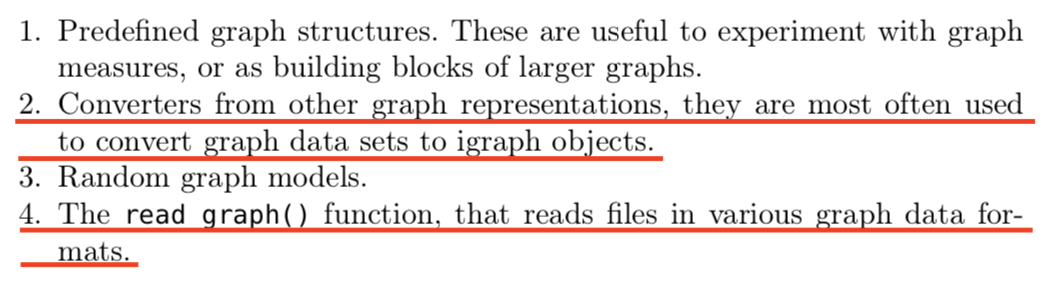 1. Predefined graph structures. These are useful to experiment with graph
measures, or as building blocks of larger graphs.
2. Converters from other graph representations, they are most often used
to convert graph data sets to igraph objects.
3. Random graph models.
4. The read graph() function, that reads files in various graph data for-
mats.